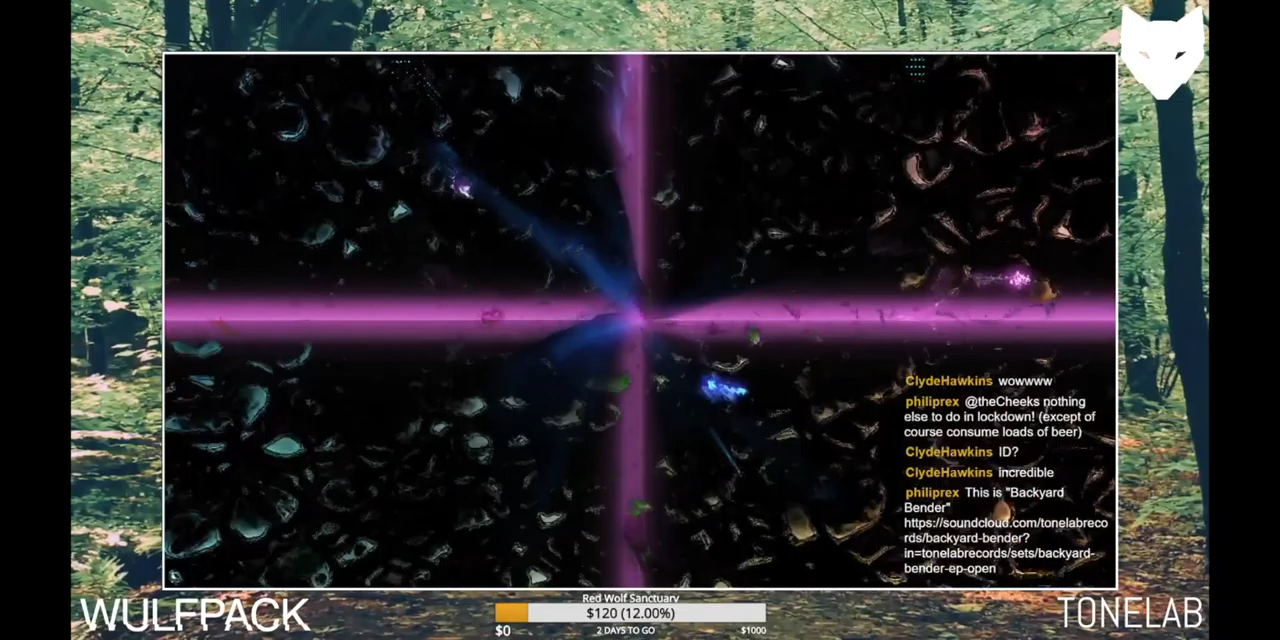 ClydeHawkins wowwww
philiprex @theCheeks nothing
else to do in lockdown! (except of
course consume loads of beer)
ClydeHawkins ID?
ClydeHawkins incredible
philiprex This is "Backyard
Bender"
https://soundcloud.com/tonelabreco
rds/backyard-bender?
in=tonelabrecords/sets/backyard-
bender-ep-open
WULFPACK
Red Wolf Sanctuary
$120 (12.00%)
$0
2 DAYS TO GO
$1000
TONELAB